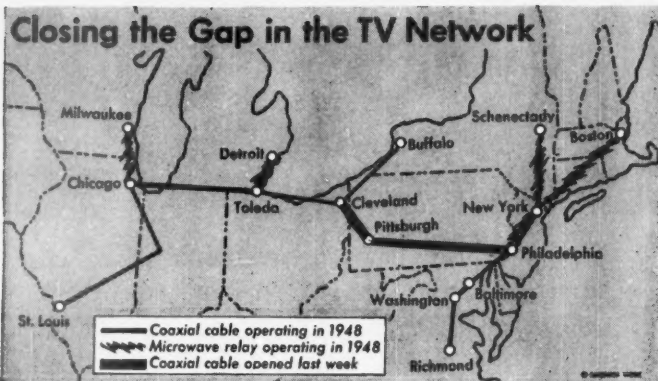 Closing the Gap in the TV Network
Milwaukee
Chicago
St. Louis
Detroit
Toleda
Buffalo
Cleveland
Pittsburgh
Schenectady
Boston
New York
Philadelphia
Baltimore
Washington
Richmond
Coaxial cable operating in 1948
Microwave relay operating in 1948
Coaxial cable opened last week